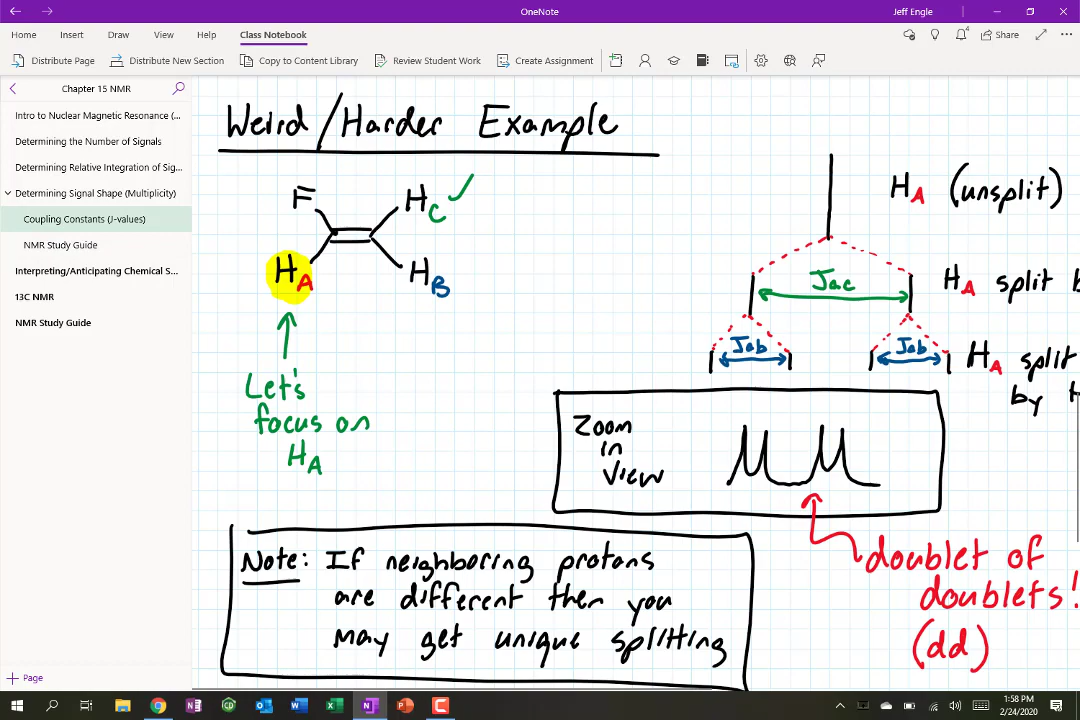 OneNote
Jeff Engle
Home Insert Draw View Help Class Notebook
Share
Distribute Page Distribute New Section Copy to Content Library Review Student Work Create Assignment
Chapter 15 NMR
Intro to Nuclear Magnetic Resonance (...
Determining the Number of Signals
Determining Relative Integration of Sig...
Determining Signal Shape (Multiplicity)
Coupling Constants (J-values)
NMR Study Guide
Interpreting/Anticipating Chemical S...
13C NMR
NMR Study Guide
Page
Weird/Harder Example
F HC ✓
HA HB
Let's
focus on
HA
HA (unsplit)
Jac
HA split
Jab Jab
HA split
by
Zoom
in
View
doublet of
doublets!
(dd)
Note: If neighboring protons
are different then you
may get unique splitting
1:58 PM
2/24/2020